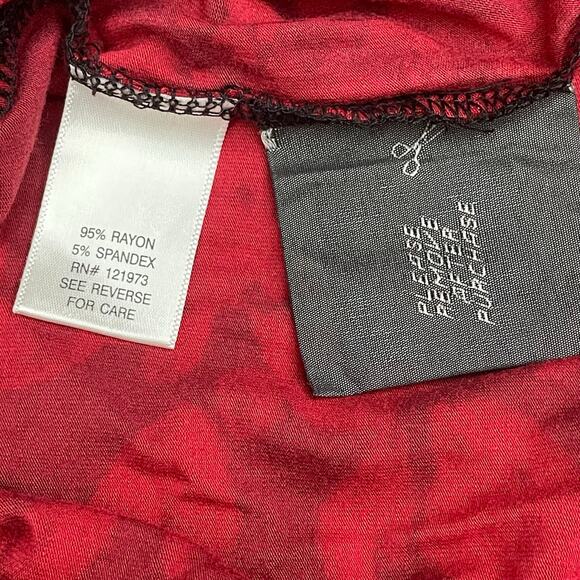 95% RAYON
5% SPANDEX
RN# 121973
SEE REVERSE
FOR CARE
PLEASE
REMOVE
AFTER
PURCHASE